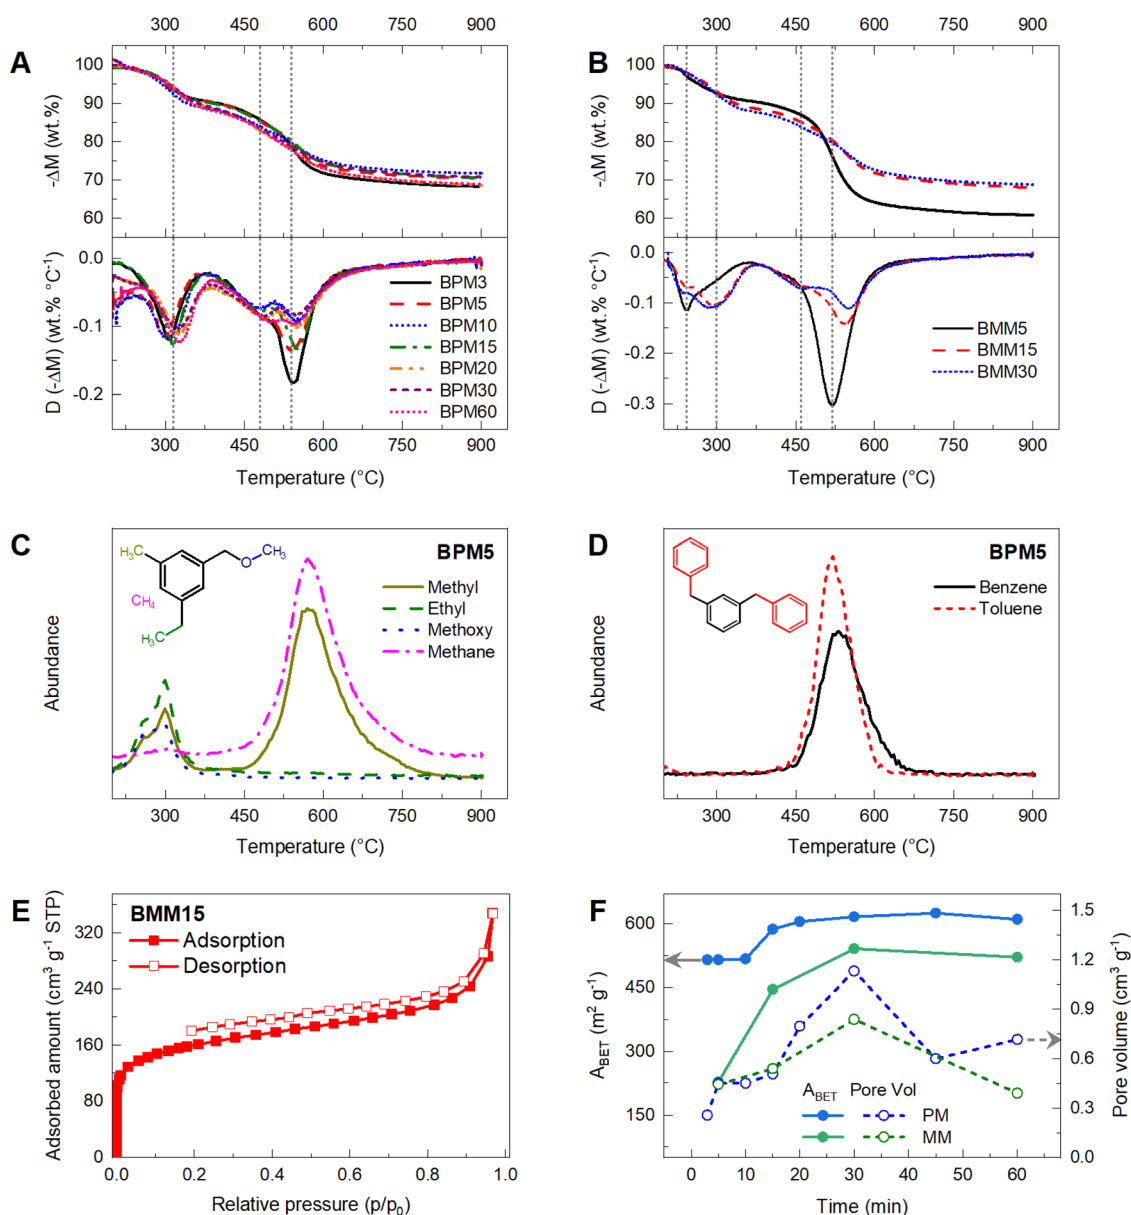 300 450 600 750 900
300 450 600 750 900
A
100
90
80
70
60
-ΔM (wt.%)
0.0
-0.1
-0.2
D (-ΔM) (wt.% °C⁻¹)
BPM3
BPM5
BPM10
BPM15
BPM20
BPM30
BPM60
300 450 600 750 900
Temperature (°C)
B
100
90
80
70
60
-ΔM (wt.%)
0.0
-0.1
-0.2
-0.3
D (-ΔM) (wt.% °C⁻¹)
BMM5
BMM15
BMM30
300 450 600 750 900
Temperature (°C)
C
BPM5
H₃C
O
CH₃
CH₄
H₃C
Methyl
Ethyl
Methoxy
Methane
Abundance
300 450 600 750 900
Temperature (°C)
D
BPM5
Benzene
Toluene
Abundance
300 450 600 750 900
Temperature (°C)
E
BMM15
Adsorption
Desorption
320
240
160
80
0
Adsorbed amount (cm³ g⁻¹ STP)
0.0 0.2 0.4 0.6 0.8 1.0
Relative pressure (p/p₀)
F
600
450
300
150
A_BET (m² g⁻¹)
1.5
1.2
0.9
0.6
0.3
0.0
Pore volume (cm³ g⁻¹)
A_BET Pore Vol
PM
MM
0 10 20 30 40 50 60
Time (min)